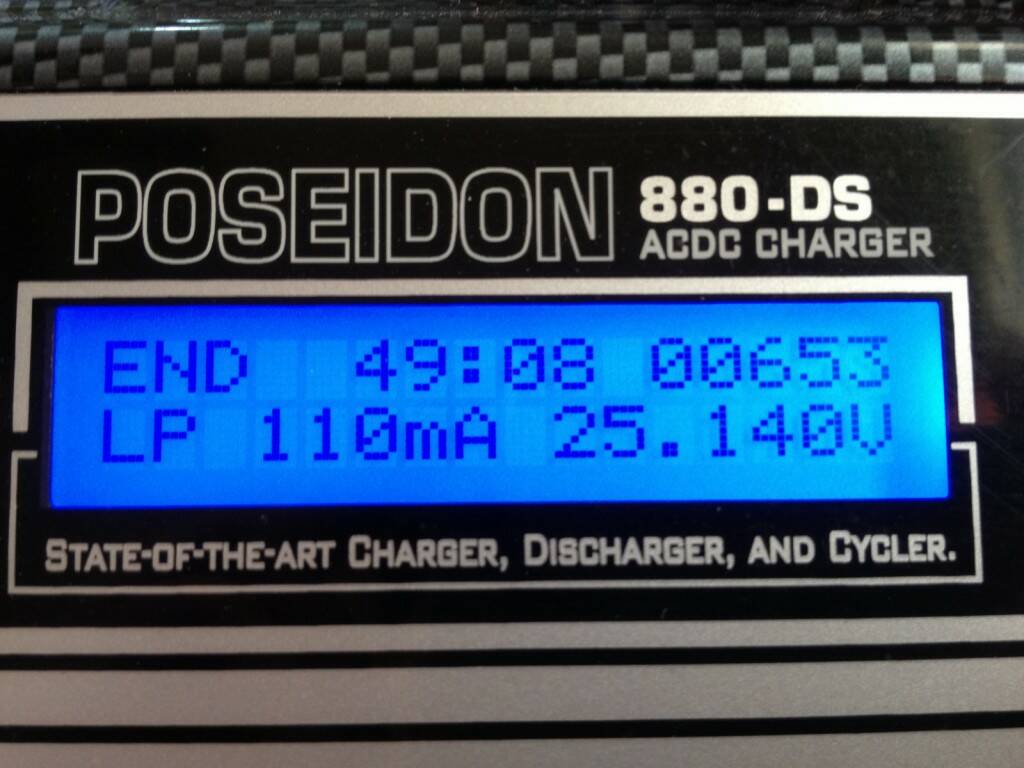 POSEIDON 880-DS
ACDC CHARGER
END 49:08 00653
LP 110mA 25.140V
STATE-OF-THE-ART CHARGER, DISCHARGER, AND CYCLER.